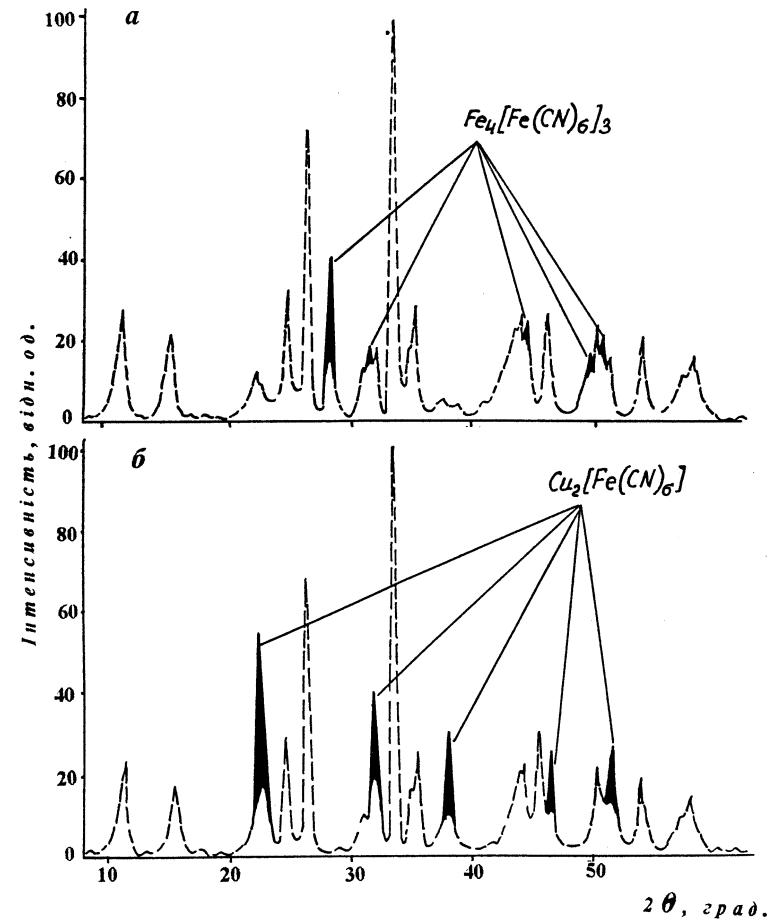 а
100
80
60
40
20
0
Fe₄[Fe(CN)₆]₃
Інтенсивність, відн. од.
б
100
80
60
40
20
0
Cu₂[Fe(CN)₆]
10 20 30 40 50
2Θ, град.